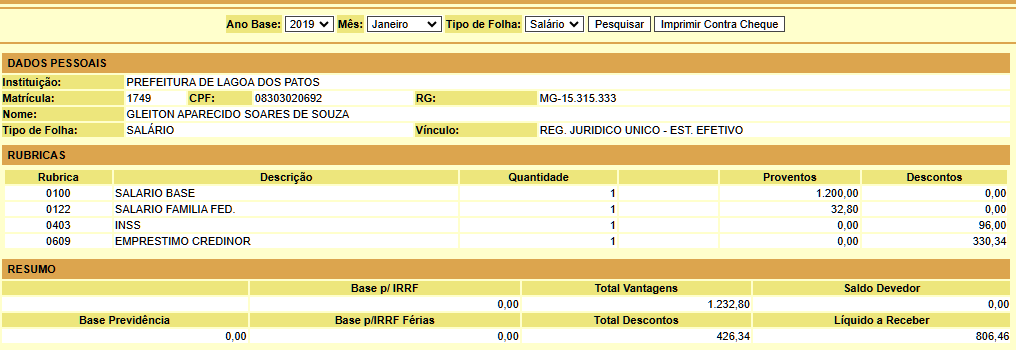 Ano Base: 2019 Mês: Janeiro Tipo de Folha: Salário Pesquisar Imprimir Contra Cheque
DADOS PESSOAIS
Instituição: PREFEITURA DE LAGOA DOS PATOS
Matrícula: 1749 CPF: 08303020692 RG: MG-15.315.333
Nome: GLEITON APARECIDO SOARES DE SOUZA
Tipo de Folha: SALÁRIO Vínculo: REG. JURIDICO UNICO - EST. EFETIVO
RUBRICAS
Rubrica Descrição Quantidade Proventos Descontos
0100 SALARIO BASE 1 1.200,00 0,00
0122 SALARIO FAMILIA FED. 1 32,80 0,00
0403 INSS 1 0,00 96,00
0609 EMPRESTIMO CREDINOR 1 0,00 330,34
RESUMO
Base p/ IRRF Total Vantagens Saldo Devedor
0,00 1.232,80 0,00
Base Previdência Base p/IRRF Férias Total Descontos Líquido a Receber
0,00 0,00 426,34 806,46